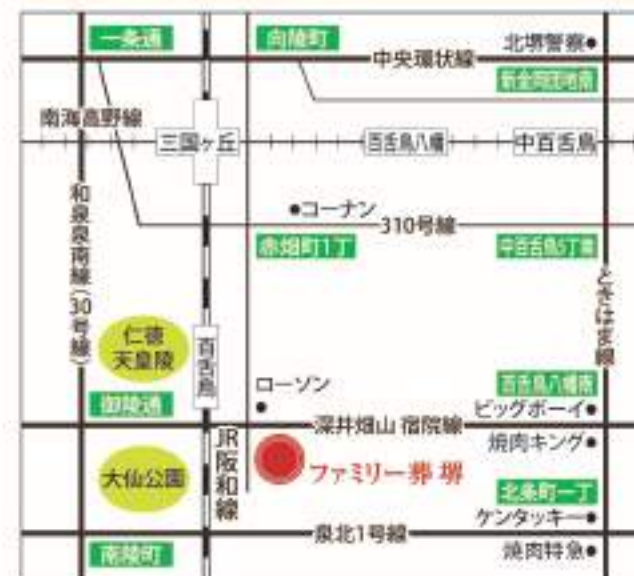 一条通
向陵町
北堺警察
中央環状線
新金岡団地南
南海高野線
三国ヶ丘
百舌鳥八幡
中百舌鳥
和泉泉南線(30号線)
コーナン
310号線
赤畑町1丁
中百舌鳥5丁南
ときはま線
仁徳
天皇陵
百舌鳥
御陵通
ローソン
百舌鳥八幡南
ビッグボーイ
深井畑山宿院線
焼肉キング
大仙公園
JR阪和線
ファミリー葬 堺
北条町一丁
ケンタッキー
泉北1号線
南陵町
焼肉特急